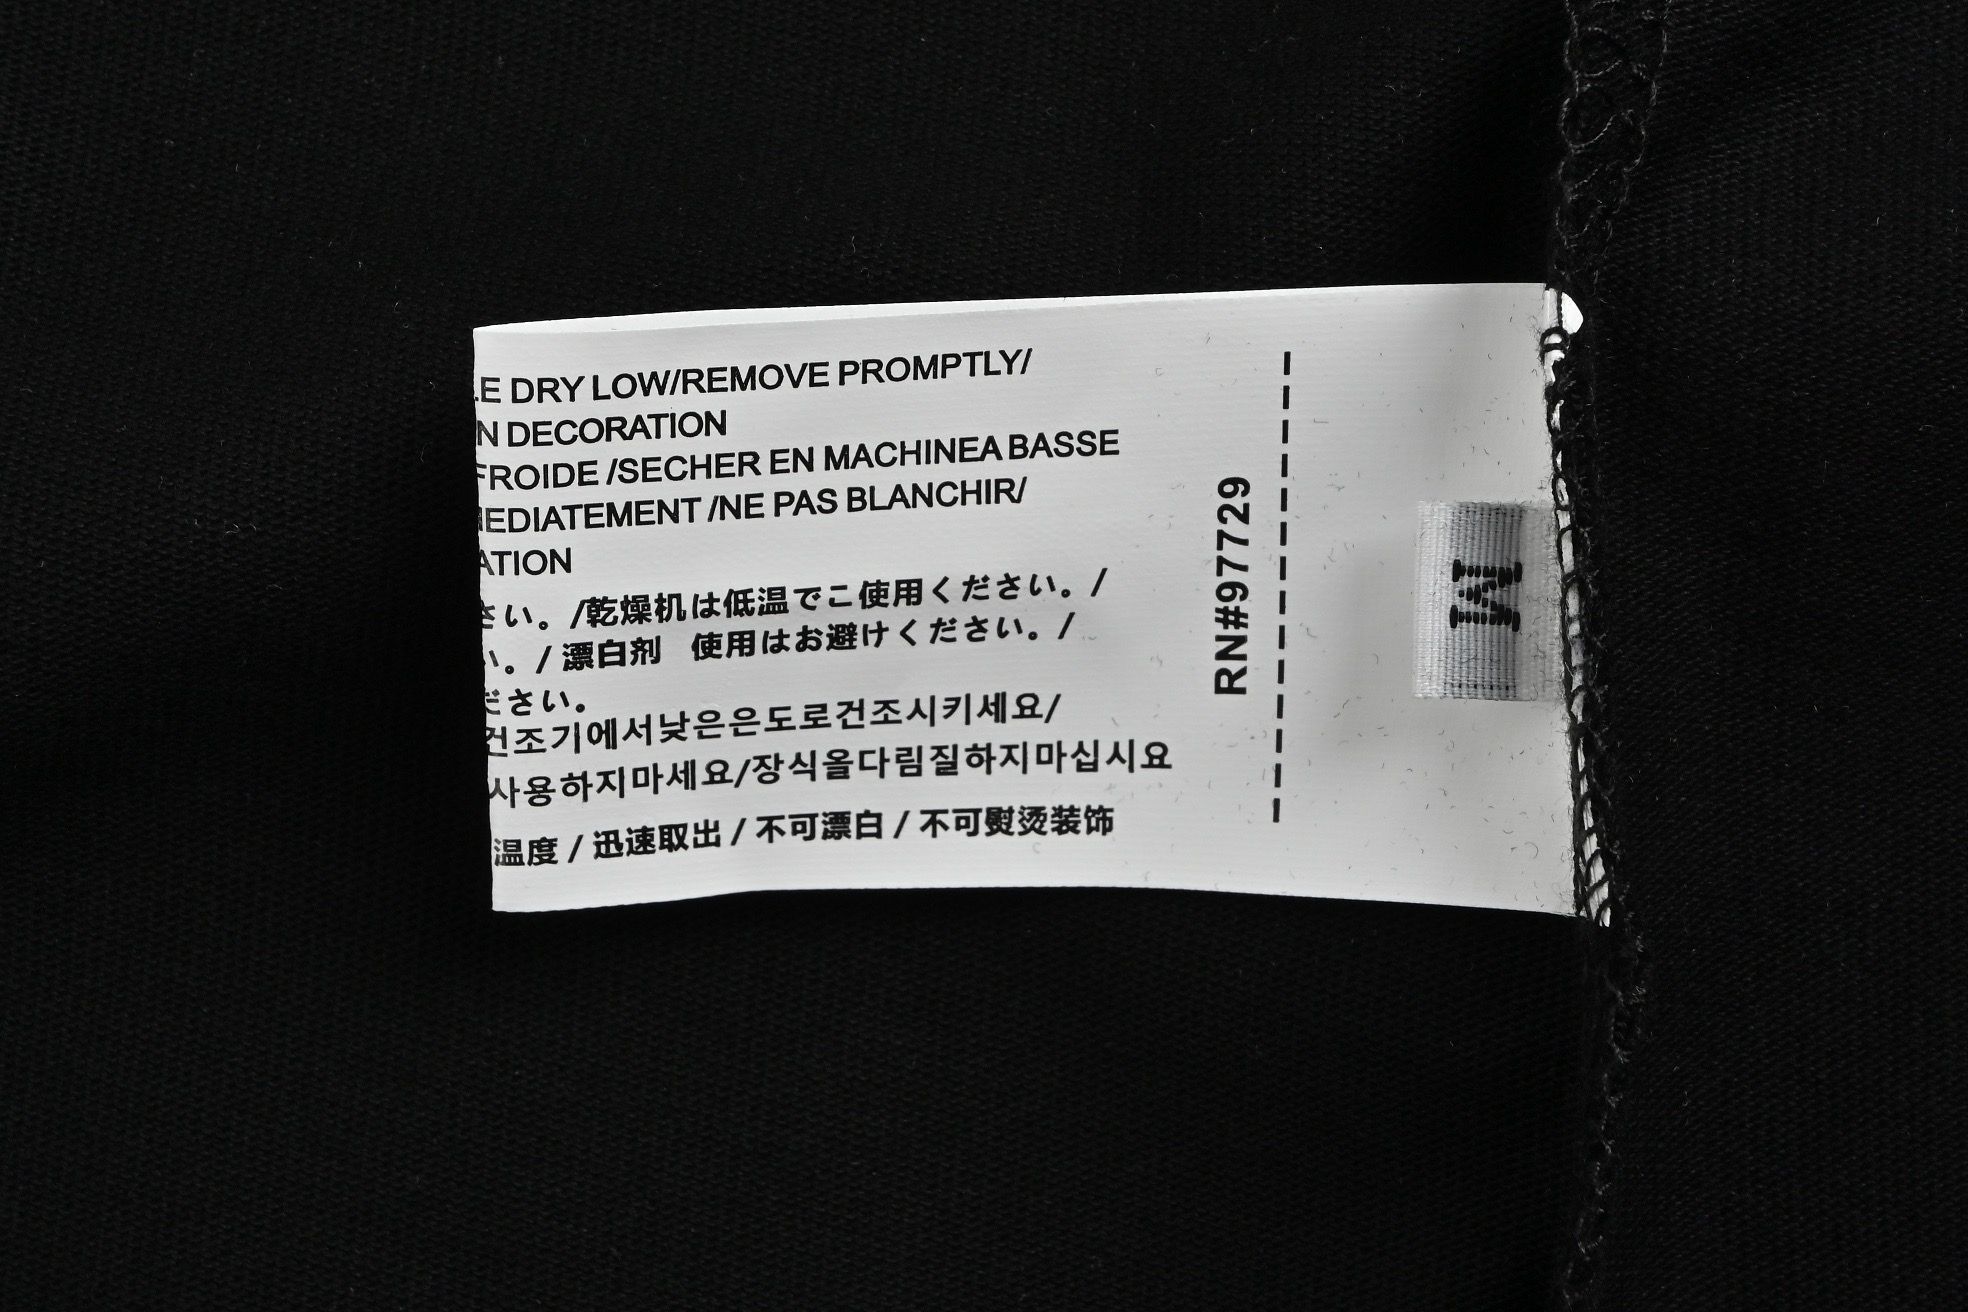 E DRY LOW/REMOVE PROMPTLY/
N DECORATION
FROIDE /SECHER EN MACHINEA BASSE
EDIATEMENT /NE PAS BLANCHIR/
ATION
さい。/乾燥机は低温でこ使用ください。/
い。/ 漂白剂 使用はお避けください。/
ださい。
건조기에서낮은은도로건조시키세요/
사용하지마세요/장식올다림질하지마십시요
温度 / 迅速取出 / 不可漂白 / 不可熨烫装饰
RN#97729
M